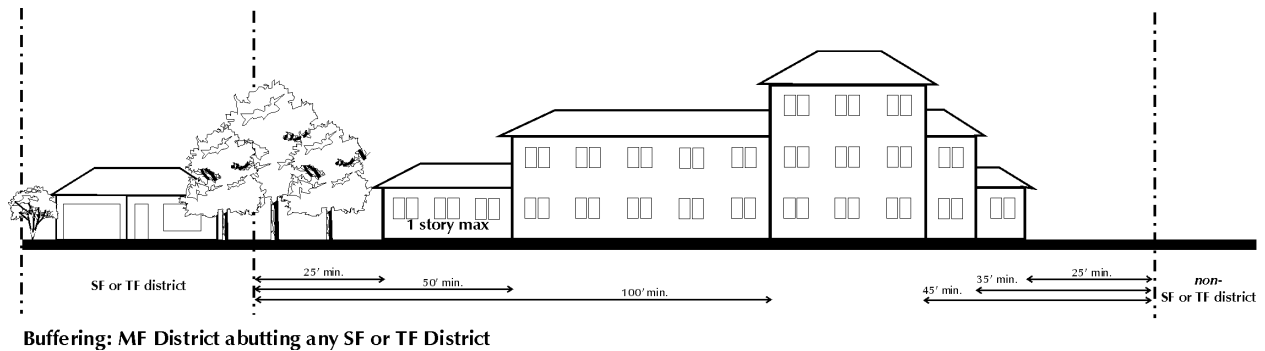 1 story max
25' min.
50' min.
100' min.
25' min.
35' min.
45' min.
SF or TF district
non-
SF or TF district
Buffering: MF District abutting any SF or TF District